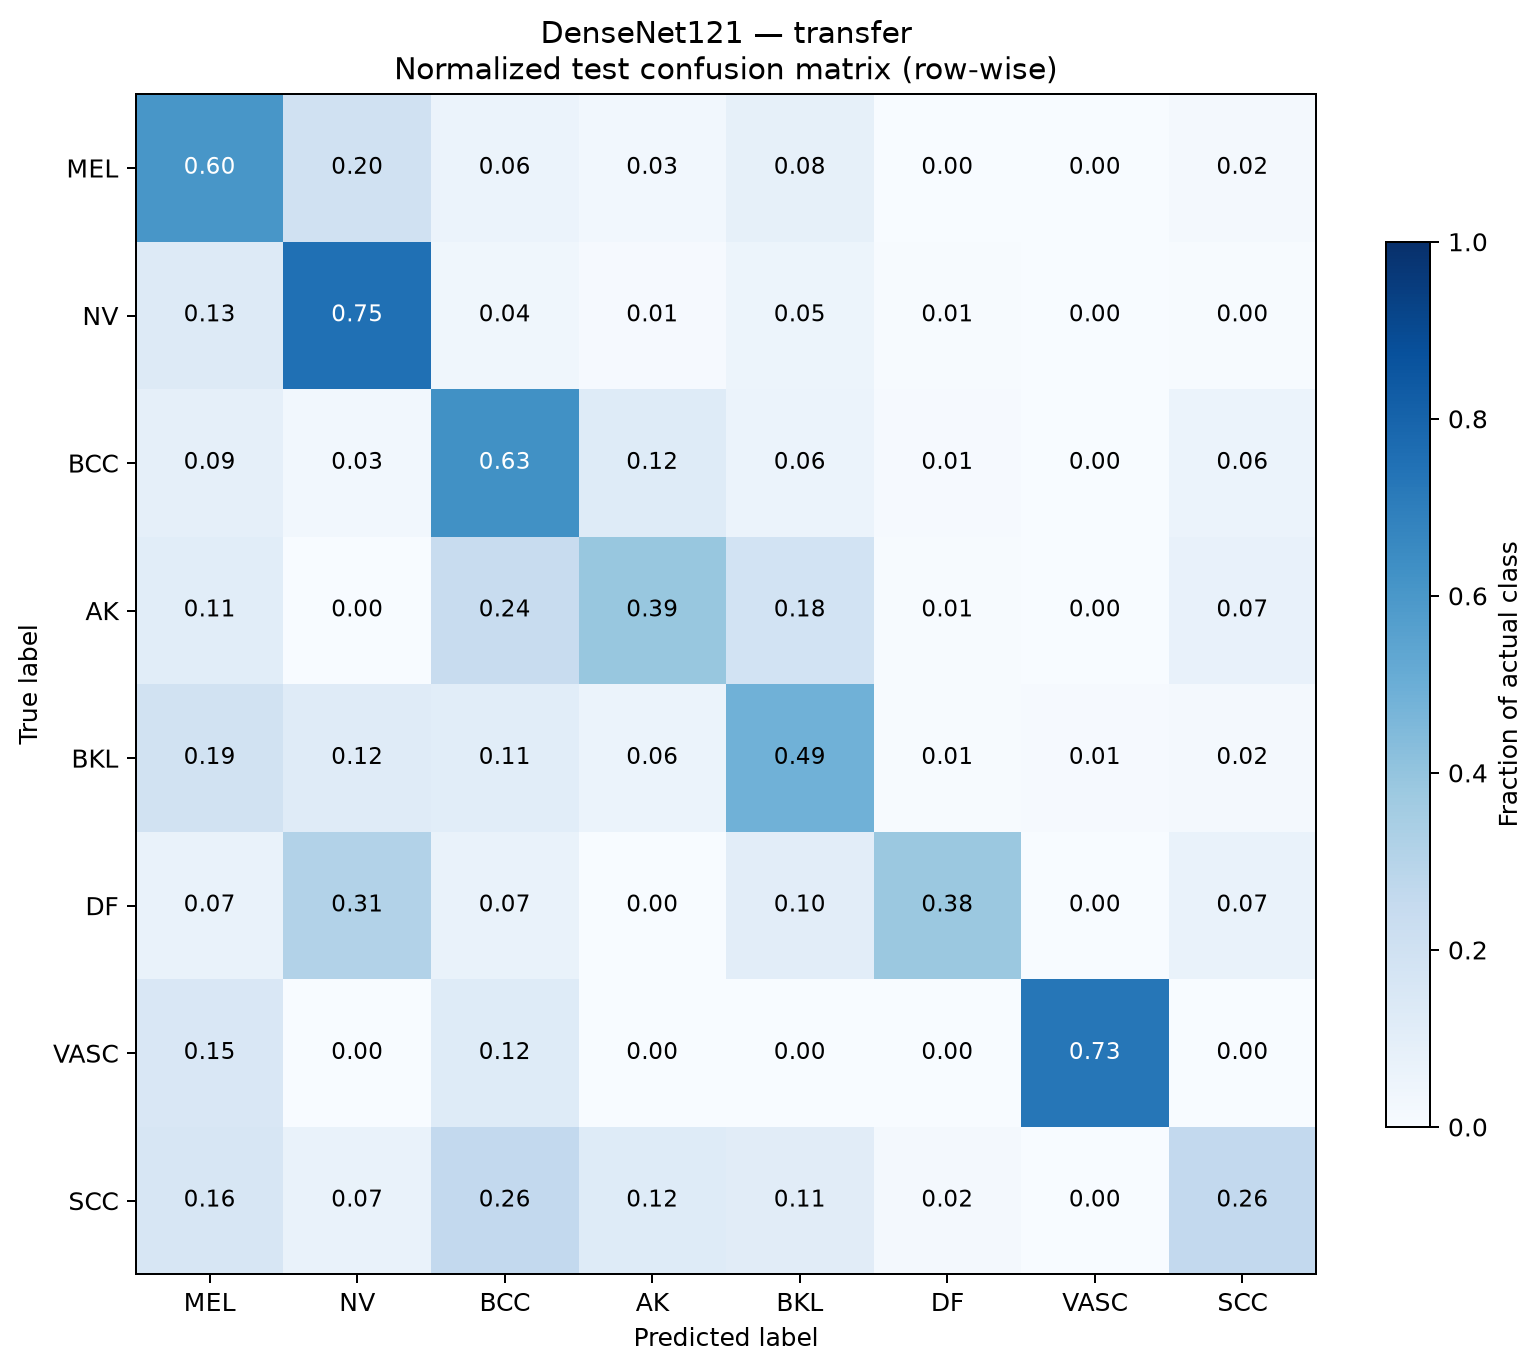 DenseNet121 — transfer
Normalized test confusion matrix (row-wise)
MEL 0.60 0.20 0.06 0.03 0.08 0.00 0.00 0.02
NV 0.13 0.75 0.04 0.01 0.05 0.01 0.00 0.00
BCC 0.09 0.03 0.63 0.12 0.06 0.01 0.00 0.06
AK 0.11 0.00 0.24 0.39 0.18 0.01 0.00 0.07
BKL 0.19 0.12 0.11 0.06 0.49 0.01 0.01 0.02
DF 0.07 0.31 0.07 0.00 0.10 0.38 0.00 0.07
VASC 0.15 0.00 0.12 0.00 0.00 0.00 0.73 0.00
SCC 0.16 0.07 0.26 0.12 0.11 0.02 0.00 0.26
MEL NV BCC AK BKL DF VASC SCC
Predicted label
True label
1.0
0.8
0.6
0.4
0.2
0.0
Fraction of actual class